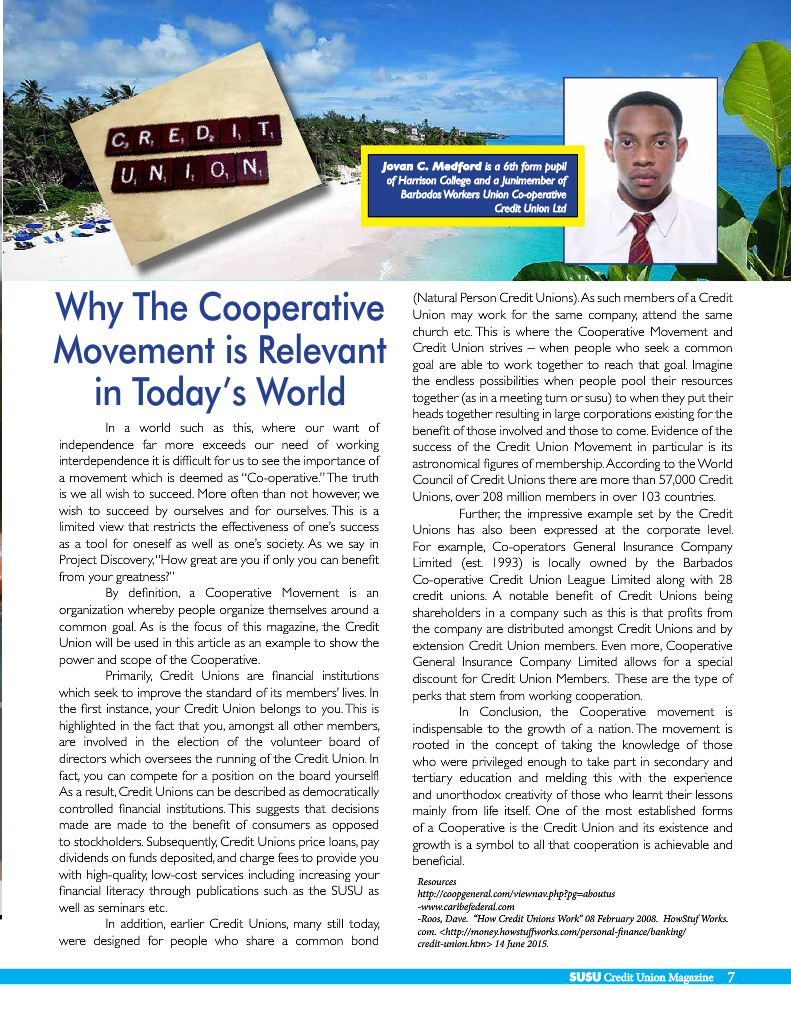 C₁ R₁ E₁ D₂ I₁ T₁
U₁ N₁ I₁ O₁ N₁
Jovan C. Medford is a 6th form pupil
of Harrison College and a Junimember of
Barbados Workers Union Co-operative
Credit Union Ltd
Why The Cooperative
Movement is Relevant
in Today's World
In a world such as this, where our want of
independence far more exceeds our need of working
interdependence it is difficult for us to see the importance of
a movement which is deemed as “Co-operative.” The truth
is we all wish to succeed. More often than not however, we
wish to succeed by ourselves and for ourselves. This is a
limited view that restricts the effectiveness of one’s success
as a tool for oneself as well as one’s society. As we say in
Project Discovery, “How great are you if only you can benefit
from your greatness?”
By definition, a Cooperative Movement is an
organization whereby people organize themselves around a
common goal. As is the focus of this magazine, the Credit
Union will be used in this article as an example to show the
power and scope of the Cooperative.
Primarily, Credit Unions are financial institutions
which seek to improve the standard of its members’ lives. In
the first instance, your Credit Union belongs to you. This is
highlighted in the fact that you, amongst all other members,
are involved in the election of the volunteer board of
directors which oversees the running of the Credit Union. In
fact, you can compete for a position on the board yourself!
As a result, Credit Unions can be described as democratically
controlled financial institutions. This suggests that decisions
made are made to the benefit of consumers as opposed
to stockholders. Subsequently, Credit Unions price loans, pay
dividends on funds deposited, and charge fees to provide you
with high-quality, low-cost services including increasing your
financial literacy through publications such as the SUSU as
well as seminars etc.
In addition, earlier Credit Unions, many still today,
were designed for people who share a common bond
(Natural Person Credit Unions). As such members of a Credit
Union may work for the same company, attend the same
church etc. This is where the Cooperative Movement and
Credit Union strives – when people who seek a common
goal are able to work together to reach that goal. Imagine
the endless possibilities when people pool their resources
together (as in a meeting turn or susu) to when they put their
heads together resulting in large corporations existing for the
benefit of those involved and those to come. Evidence of the
success of the Credit Union Movement in particular is its
astronomical figures of membership. According to the World
Council of Credit Unions there are more than 57,000 Credit
Unions, over 208 million members in over 103 countries.
Further, the impressive example set by the Credit
Unions has also been expressed at the corporate level.
For example, Co-operators General Insurance Company
Limited (est. 1993) is locally owned by the Barbados
Co-operative Credit Union League Limited along with 28
credit unions. A notable benefit of Credit Unions being
shareholders in a company such as this is that profits from
the company are distributed amongst Credit Unions and by
extension Credit Union members. Even more, Cooperative
General Insurance Company Limited allows for a special
discount for Credit Union Members. These are the type of
perks that stem from working cooperation.
In Conclusion, the Cooperative movement is
indispensable to the growth of a nation. The movement is
rooted in the concept of taking the knowledge of those
who were privileged enough to take part in secondary and
tertiary education and melding this with the experience
and unorthodox creativity of those who learnt their lessons
mainly from life itself. One of the most established forms
of a Cooperative is the Credit Union and its existence and
growth is a symbol to all that cooperation is achievable and
beneficial.
Resources
http://coopgeneral.com/viewnav.php?pg=aboutus
-www.caribefederal.com
-Roos, Dave. “How Credit Unions Work” 08 February 2008. HowStuf Works.
com. <http://money.howstuffworks.com/personal-finance/banking/
credit-union.htm> 14 June 2015.
SUSU Credit Union Magazine 7